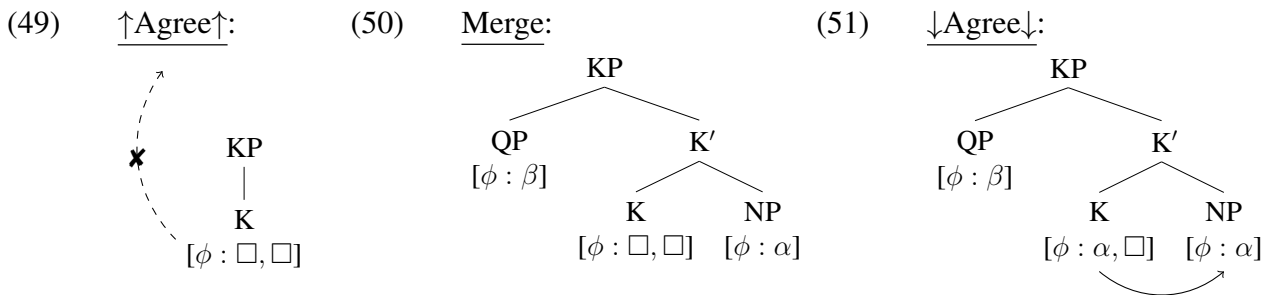 (49) ↑Agree↑: (50) Merge: (51) ↓Agree↓:
KP KP
QP K′ QP K′
[ϕ : β] [ϕ : β]
✘ KP
K K NP K NP
[ϕ : □, □] [ϕ : □, □] [ϕ : α] [ϕ : α, □] [ϕ : α]